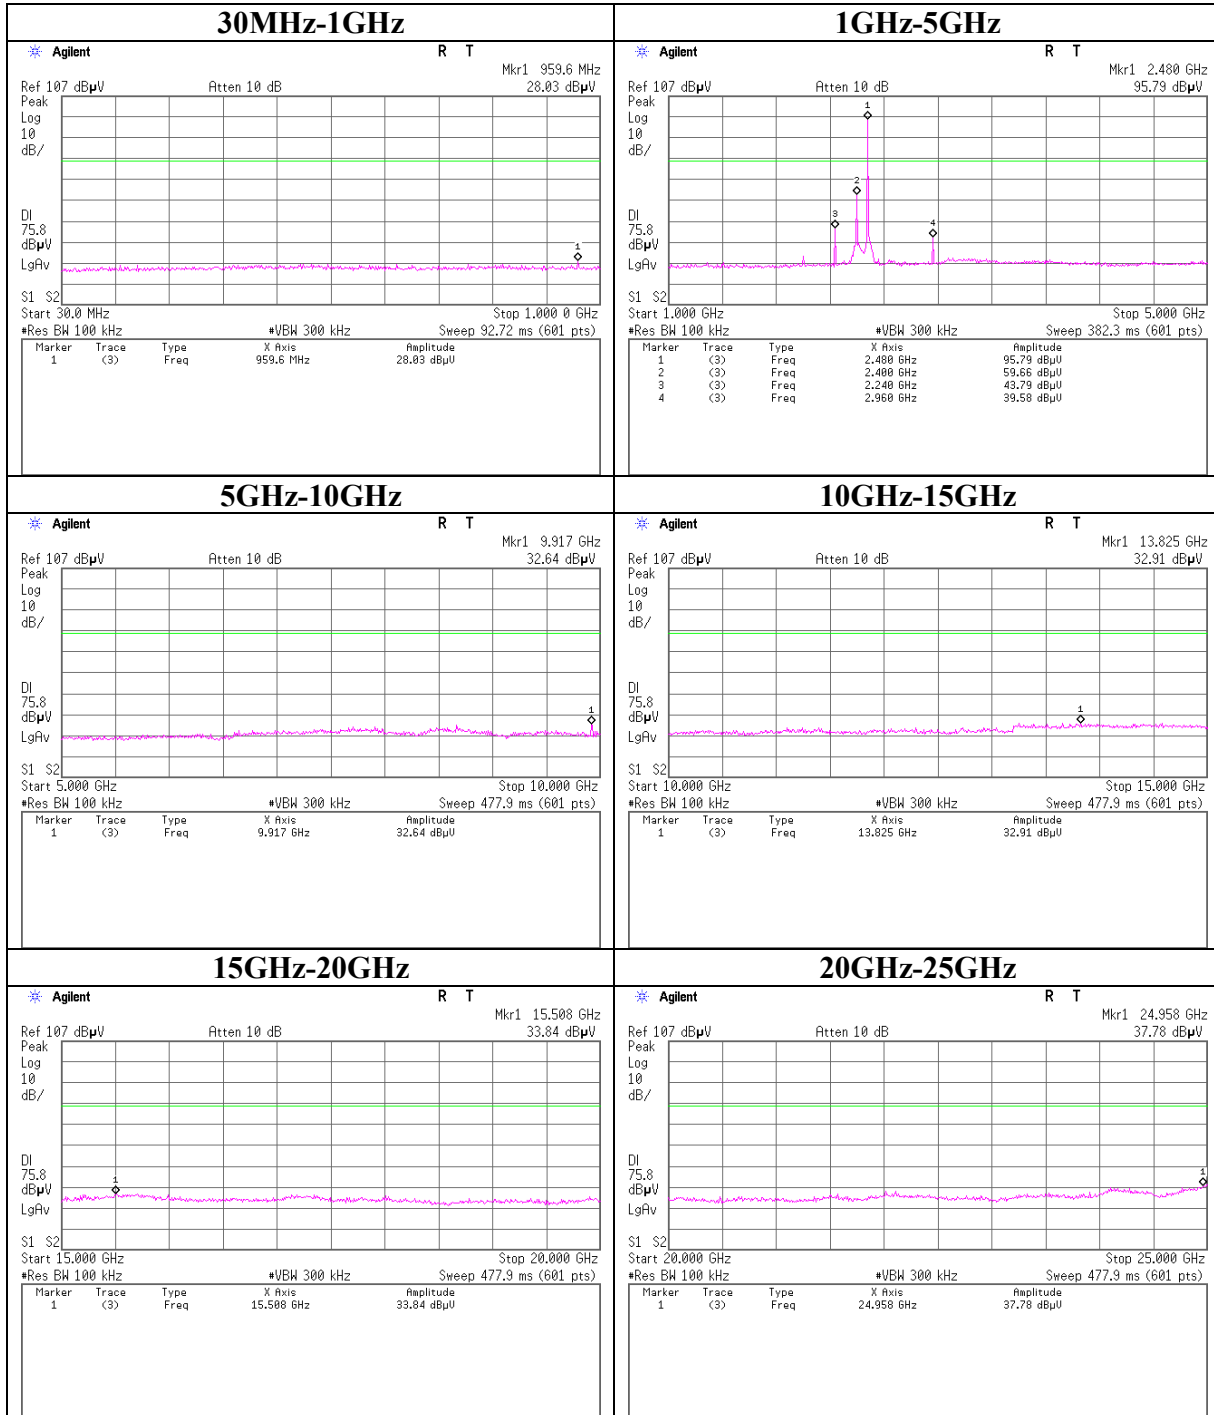 30MHz-1GHz
Agilent R T
Mkr1 959.6 MHz
Ref 107 dBµV Atten 10 dB 28.03 dBµV
Peak
Log
10
dB/
1
DI
75.8
dBµV
LgAv
S1 S2
Start 30.0 MHz Stop 1.000 0 GHz
#Res BW 100 kHz #VBW 300 kHz Sweep 92.72 ms (601 pts)
Marker Trace Type X Axis Amplitude
1 (3) Freq 959.6 MHz 28.03 dBµV
1GHz-5GHz
Agilent R T
Mkr1 2.480 GHz
Ref 107 dBµV Atten 10 dB 95.79 dBµV
Peak
Log
10
dB/
1
2
3
4
DI
75.8
dBµV
LgAv
S1 S2
Start 1.000 GHz Stop 5.000 GHz
#Res BW 100 kHz #VBW 300 kHz Sweep 382.3 ms (601 pts)
Marker Trace Type X Axis Amplitude
1 (3) Freq 2.480 GHz 95.79 dBµV
2 (3) Freq 2.400 GHz 59.66 dBµV
3 (3) Freq 2.240 GHz 43.79 dBµV
4 (3) Freq 2.960 GHz 39.58 dBµV
5GHz-10GHz
Agilent R T
Mkr1 9.917 GHz
Ref 107 dBµV Atten 10 dB 32.64 dBµV
Peak
Log
10
dB/
1
DI
75.8
dBµV
LgAv
S1 S2
Start 5.000 GHz Stop 10.000 GHz
#Res BW 100 kHz #VBW 300 kHz Sweep 477.9 ms (601 pts)
Marker Trace Type X Axis Amplitude
1 (3) Freq 9.917 GHz 32.64 dBµV
10GHz-15GHz
Agilent R T
Mkr1 13.825 GHz
Ref 107 dBµV Atten 10 dB 32.91 dBµV
Peak
Log
10
dB/
1
DI
75.8
dBµV
LgAv
S1 S2
Start 10.000 GHz Stop 15.000 GHz
#Res BW 100 kHz #VBW 300 kHz Sweep 477.9 ms (601 pts)
Marker Trace Type X Axis Amplitude
1 (3) Freq 13.825 GHz 32.91 dBµV
15GHz-20GHz
Agilent R T
Mkr1 15.508 GHz
Ref 107 dBµV Atten 10 dB 33.84 dBµV
Peak
Log
10
dB/
1
DI
75.8
dBµV
LgAv
S1 S2
Start 15.000 GHz Stop 20.000 GHz
#Res BW 100 kHz #VBW 300 kHz Sweep 477.9 ms (601 pts)
Marker Trace Type X Axis Amplitude
1 (3) Freq 15.508 GHz 33.84 dBµV
20GHz-25GHz
Agilent R T
Mkr1 24.958 GHz
Ref 107 dBµV Atten 10 dB 37.78 dBµV
Peak
Log
10
dB/
1
DI
75.8
dBµV
LgAv
S1 S2
Start 20.000 GHz Stop 25.000 GHz
#Res BW 100 kHz #VBW 300 kHz Sweep 477.9 ms (601 pts)
Marker Trace Type X Axis Amplitude
1 (3) Freq 24.958 GHz 37.78 dBµV